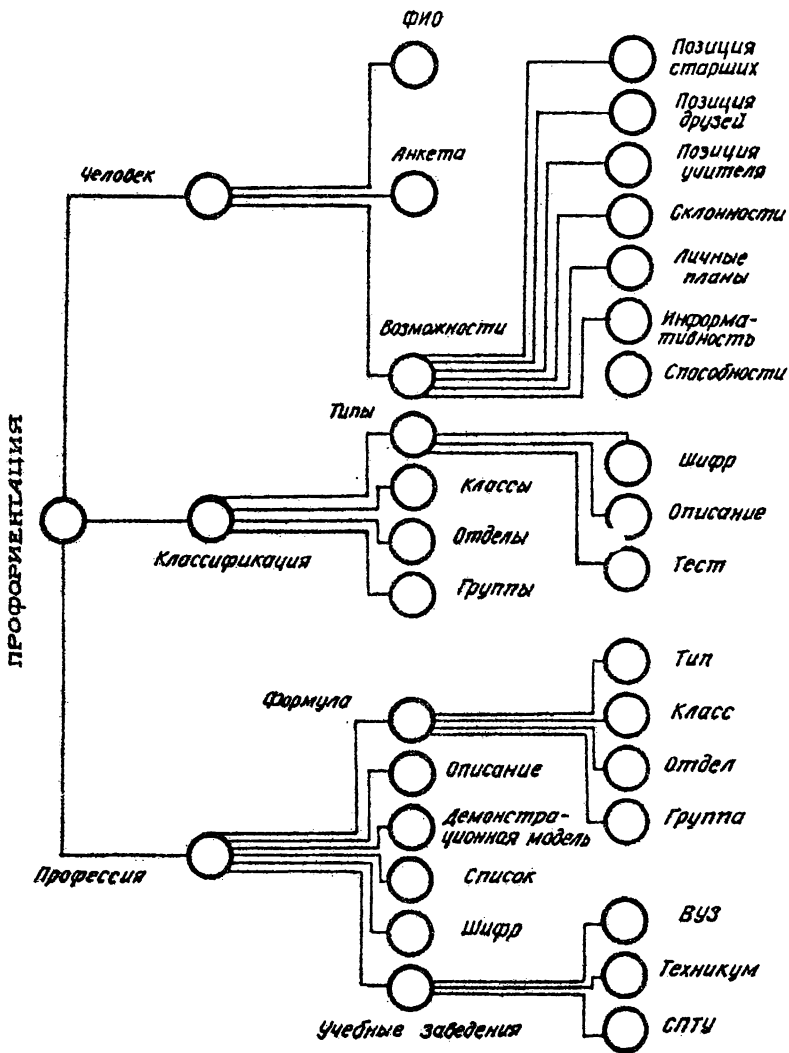 ФИО
Позиция
старших
Позиция
друзей
Анкета
Человек
Позиция
учителя
Склонности
Личные
планы
Возможности
Информа-
тивность
Способности
Типы
ПРОФОРИЕНТАЦИЯ
Шифр
Классы
Описание
Отделы
Классификация
Тест
Группы
Тип
Формула
Класс
Описание
Отдел
Демонстра-
ционная модель
Группа
Профессия
Список
Шифр
ВУЗ
Техникум
Учебные заведения
СПТУ